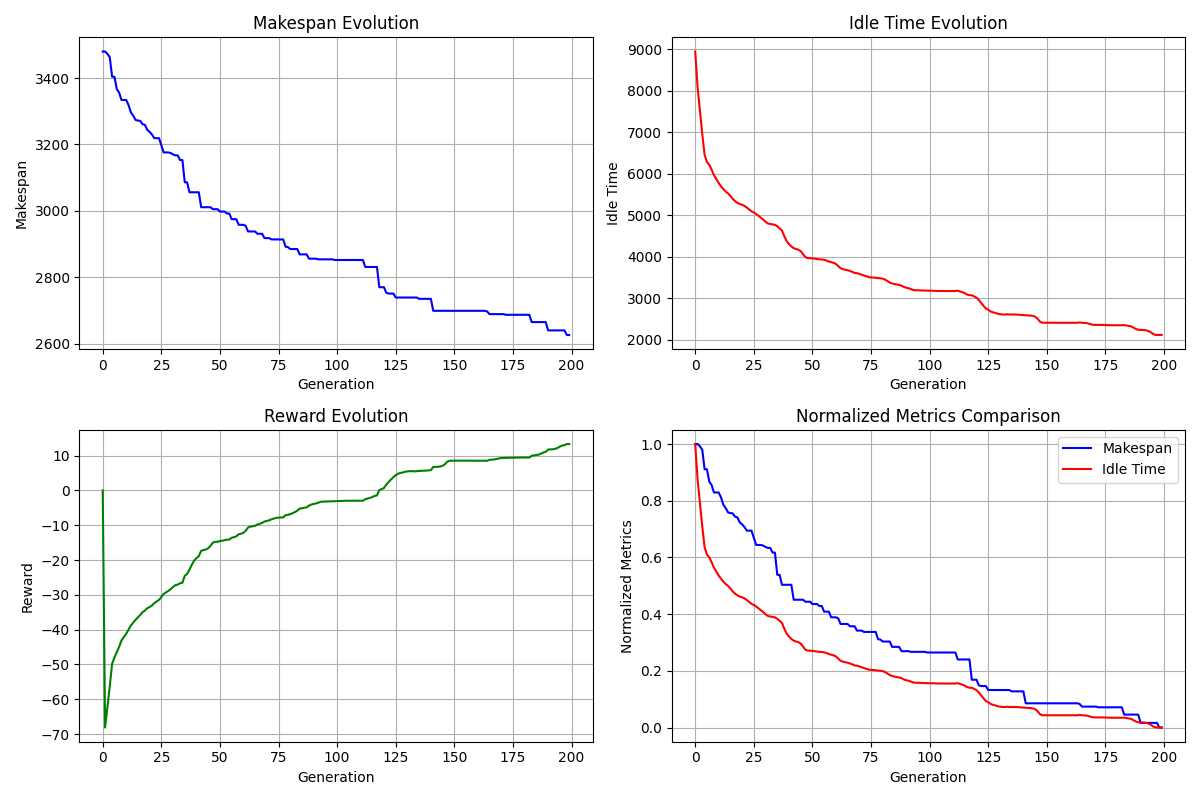 Makespan Evolution
Makespan
3400
3200
3000
2800
2600
0 25 50 75 100 125 150 175 200
Generation
Idle Time Evolution
Idle Time
9000
8000
7000
6000
5000
4000
3000
2000
0 25 50 75 100 125 150 175 200
Generation
Reward Evolution
Reward
10
0
−10
−20
−30
−40
−50
−60
−70
0 25 50 75 100 125 150 175 200
Generation
Normalized Metrics Comparison
Normalized Metrics
1.0
0.8
0.6
0.4
0.2
0.0
Makespan
Idle Time
0 25 50 75 100 125 150 175 200
Generation